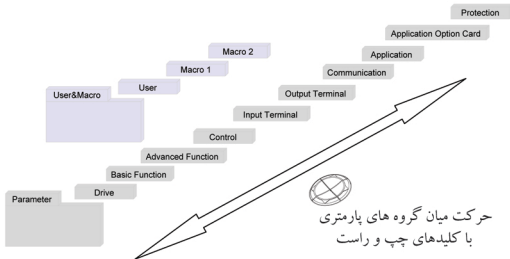 Protection
Application Option Card
Application
Communication
Output Terminal
Input Terminal
Control
Advanced Function
Basic Function
Drive
Parameter
Macro 2
Macro 1
User
User&Macro
حرکت میان گروه های پارمتری
با کلیدهای چپ و راست